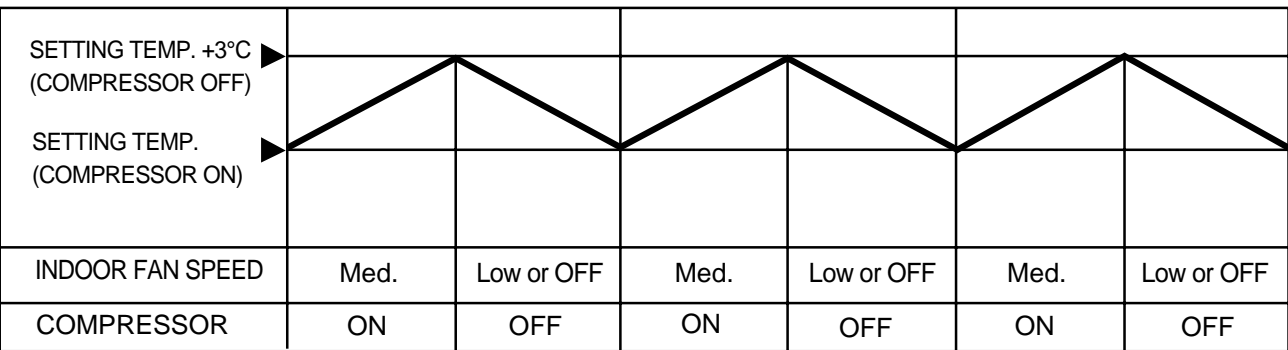 SETTING TEMP. +3°C
(COMPRESSOR OFF)
SETTING TEMP.
(COMPRESSOR ON)
INDOOR FAN SPEED Med. Low or OFF Med. Low or OFF Med. Low or OFF
COMPRESSOR ON OFF ON OFF ON OFF